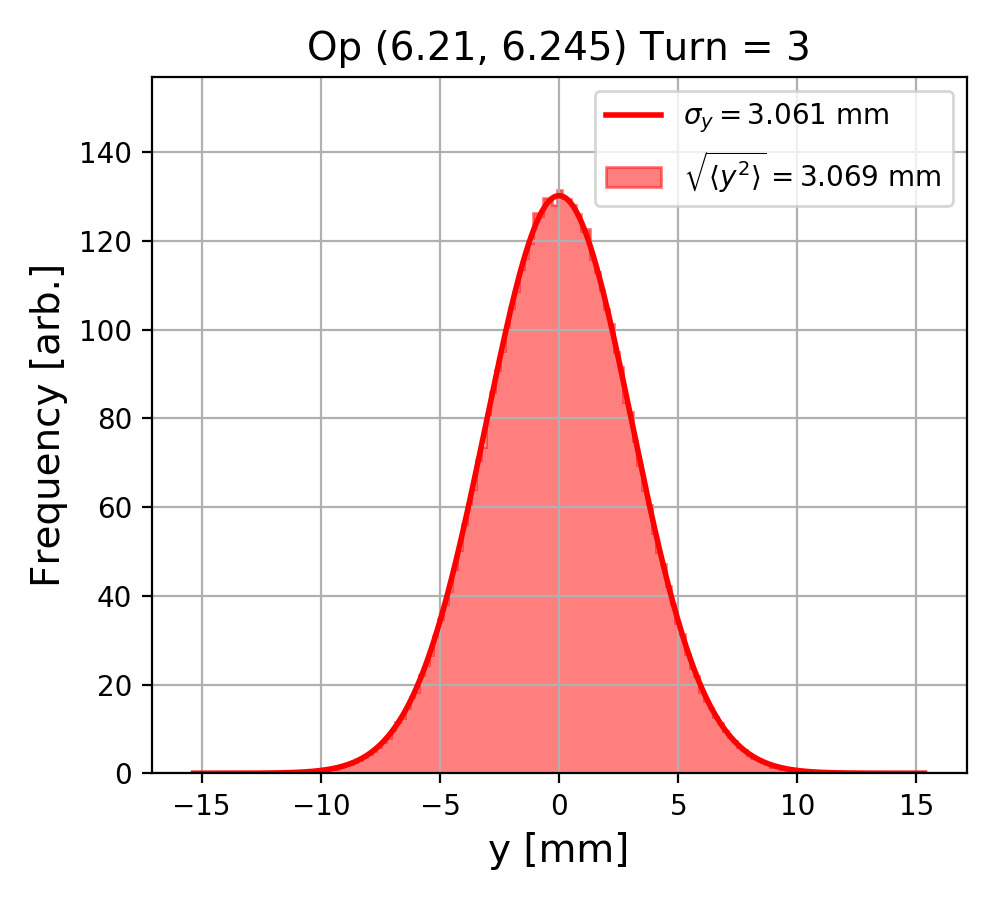 Op (6.21, 6.245) Turn = 3
σ_y = 3.061 mm
√⟨y²⟩ = 3.069 mm
Frequency [arb.]
140
120
100
80
60
40
20
0
−15 −10 −5 0 5 10 15
y [mm]